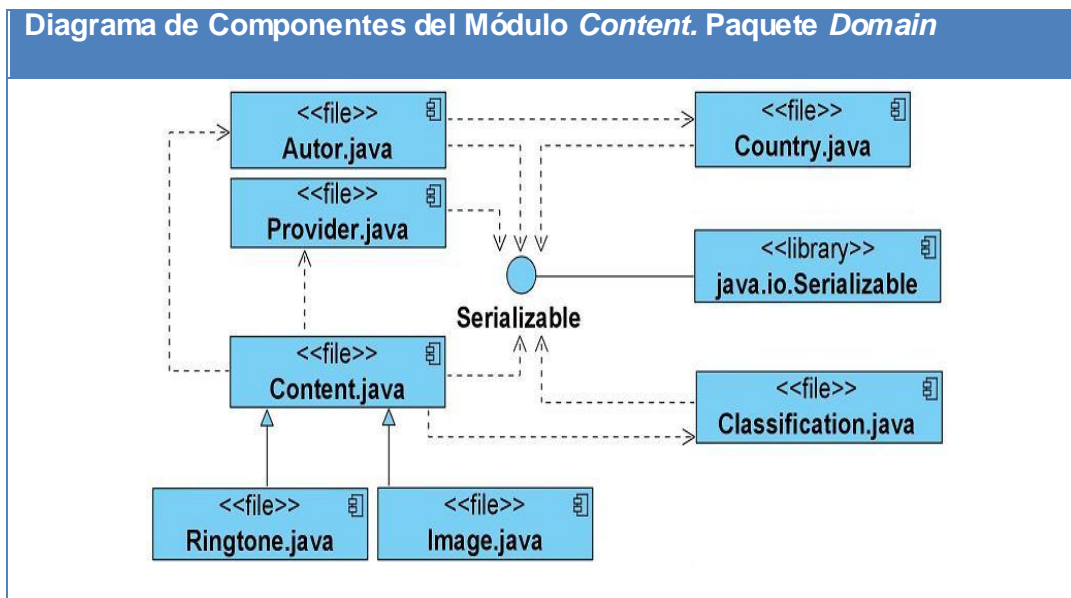 Diagrama de Componentes del Módulo Content. Paquete Domain
<<file>>
Autor.java
<<file>>
Country.java
<<file>>
Provider.java
<<library>>
java.io.Serializable
Serializable
<<file>>
Content.java
<<file>>
Classification.java
<<file>>
Ringtone.java
<<file>>
Image.java